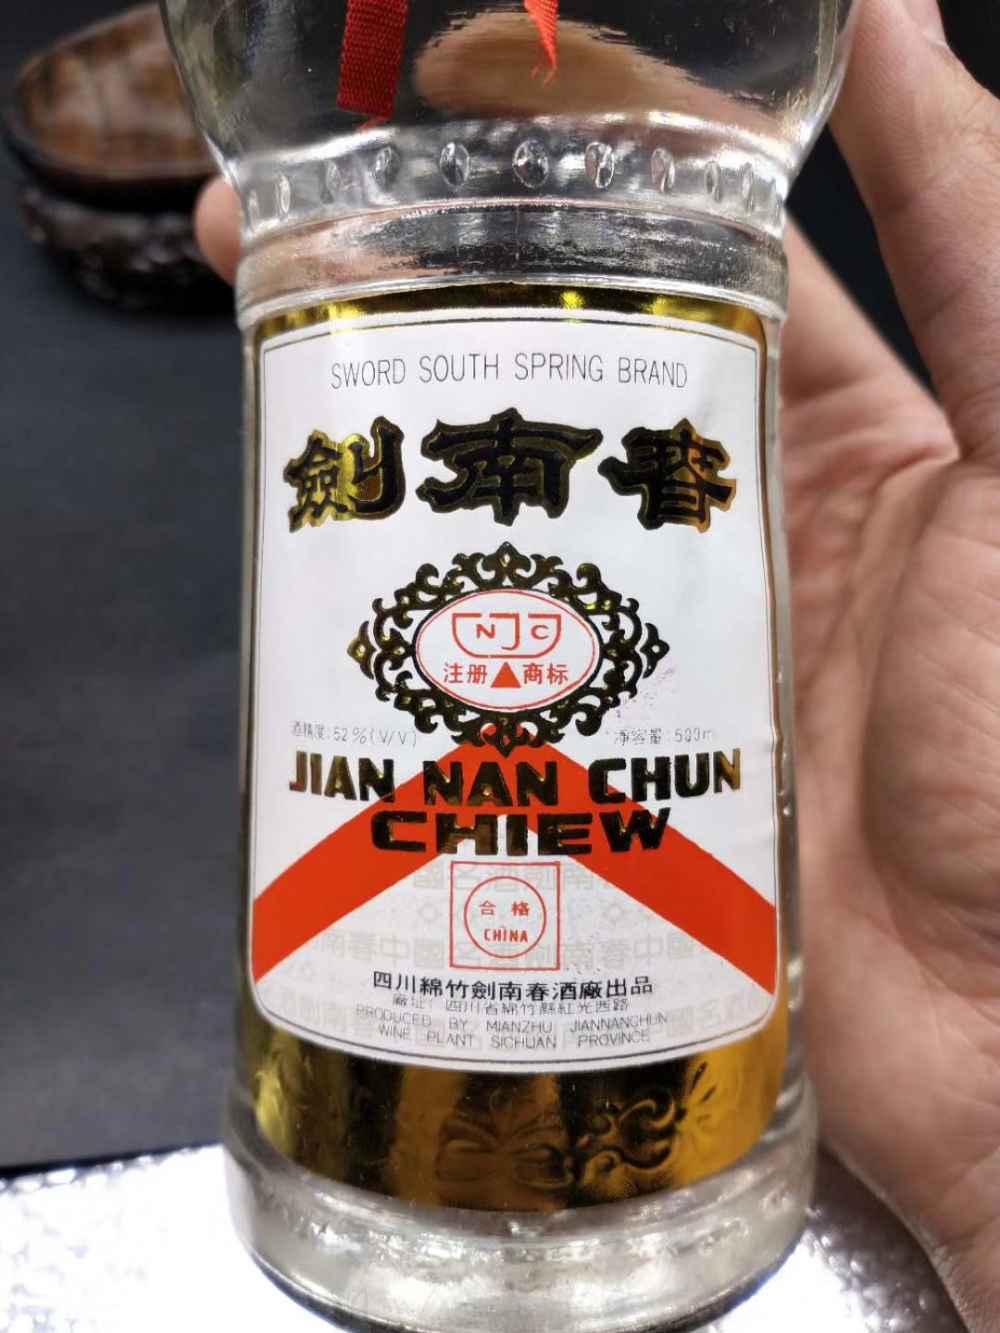 SWORD SOUTH SPRING BRAND
劍南春
NJC
注册 商标
酒精度:52%(V/V) 净容量:500m
JIAN NAN CHUN
CHIEW
合格
CHINA
四川綿竹劍南春酒廠出品
廠址:四川省綿竹縣紅光西路
PRODUCED BY MIANZHU JIANNANCHUN
WINE PLANT SICHUAN PROVINCE